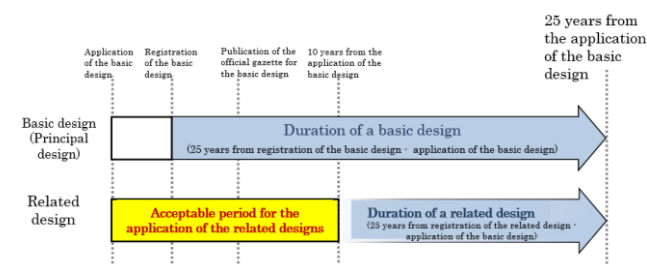 25 years from
the application
of the basic
design
Application
of the basic
design
Registration
of the basic
design
Publication of the
official gazette for
the basic design
10 years from the
application of the
basic design
Basic design
(Principal
design)
Duration of a basic design
(25 years from registration of the basic design・ application of the basic design)
Related
design
Acceptable period for the
application of the related designs
Duration of a related design
(25 years from registration of the related design・
application of the basic design)